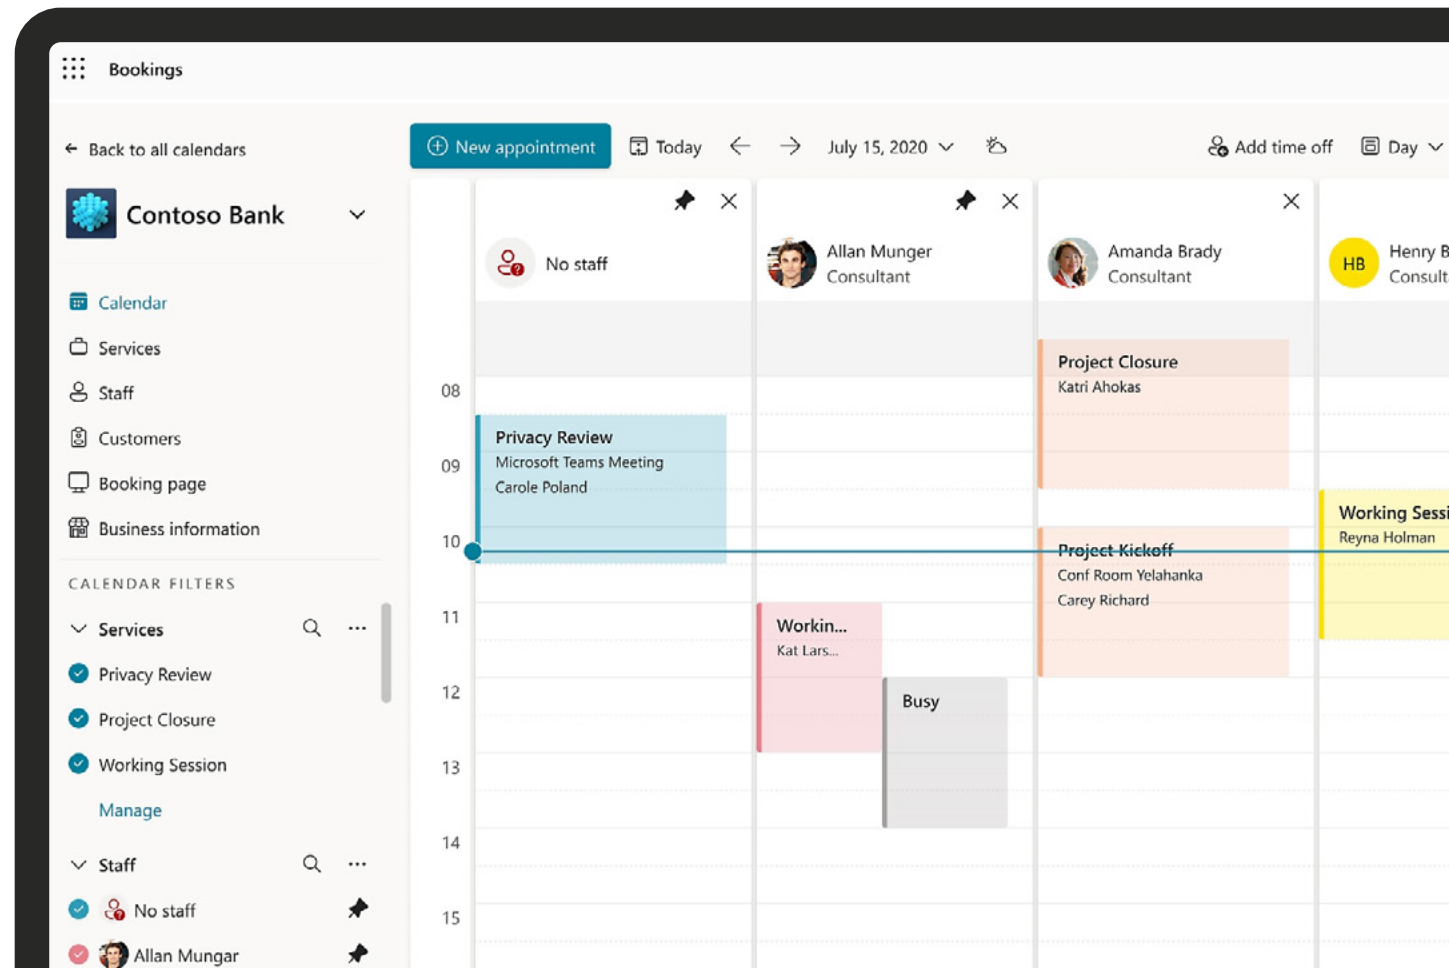 Bookings
Back to all calendars
New appointment
Today
July 15, 2020
Add time off
Day
Contoso Bank
No staff
Allan Munger
Consultant
Amanda Brady
Consultant
HB
Henry B
Consult
Calendar
Services
Staff
Customers
Booking page
Business information
CALENDAR FILTERS
Services
Privacy Review
Project Closure
Working Session
Manage
Staff
No staff
Allan Mungar
08
09
10
11
12
13
14
15
Privacy Review
Microsoft Teams Meeting
Carole Poland
Workin...
Kat Lars...
Busy
Project Closure
Katri Ahokas
Project Kickoff
Conf Room Yelahanka
Carey Richard
Working Sessi
Reyna Holman